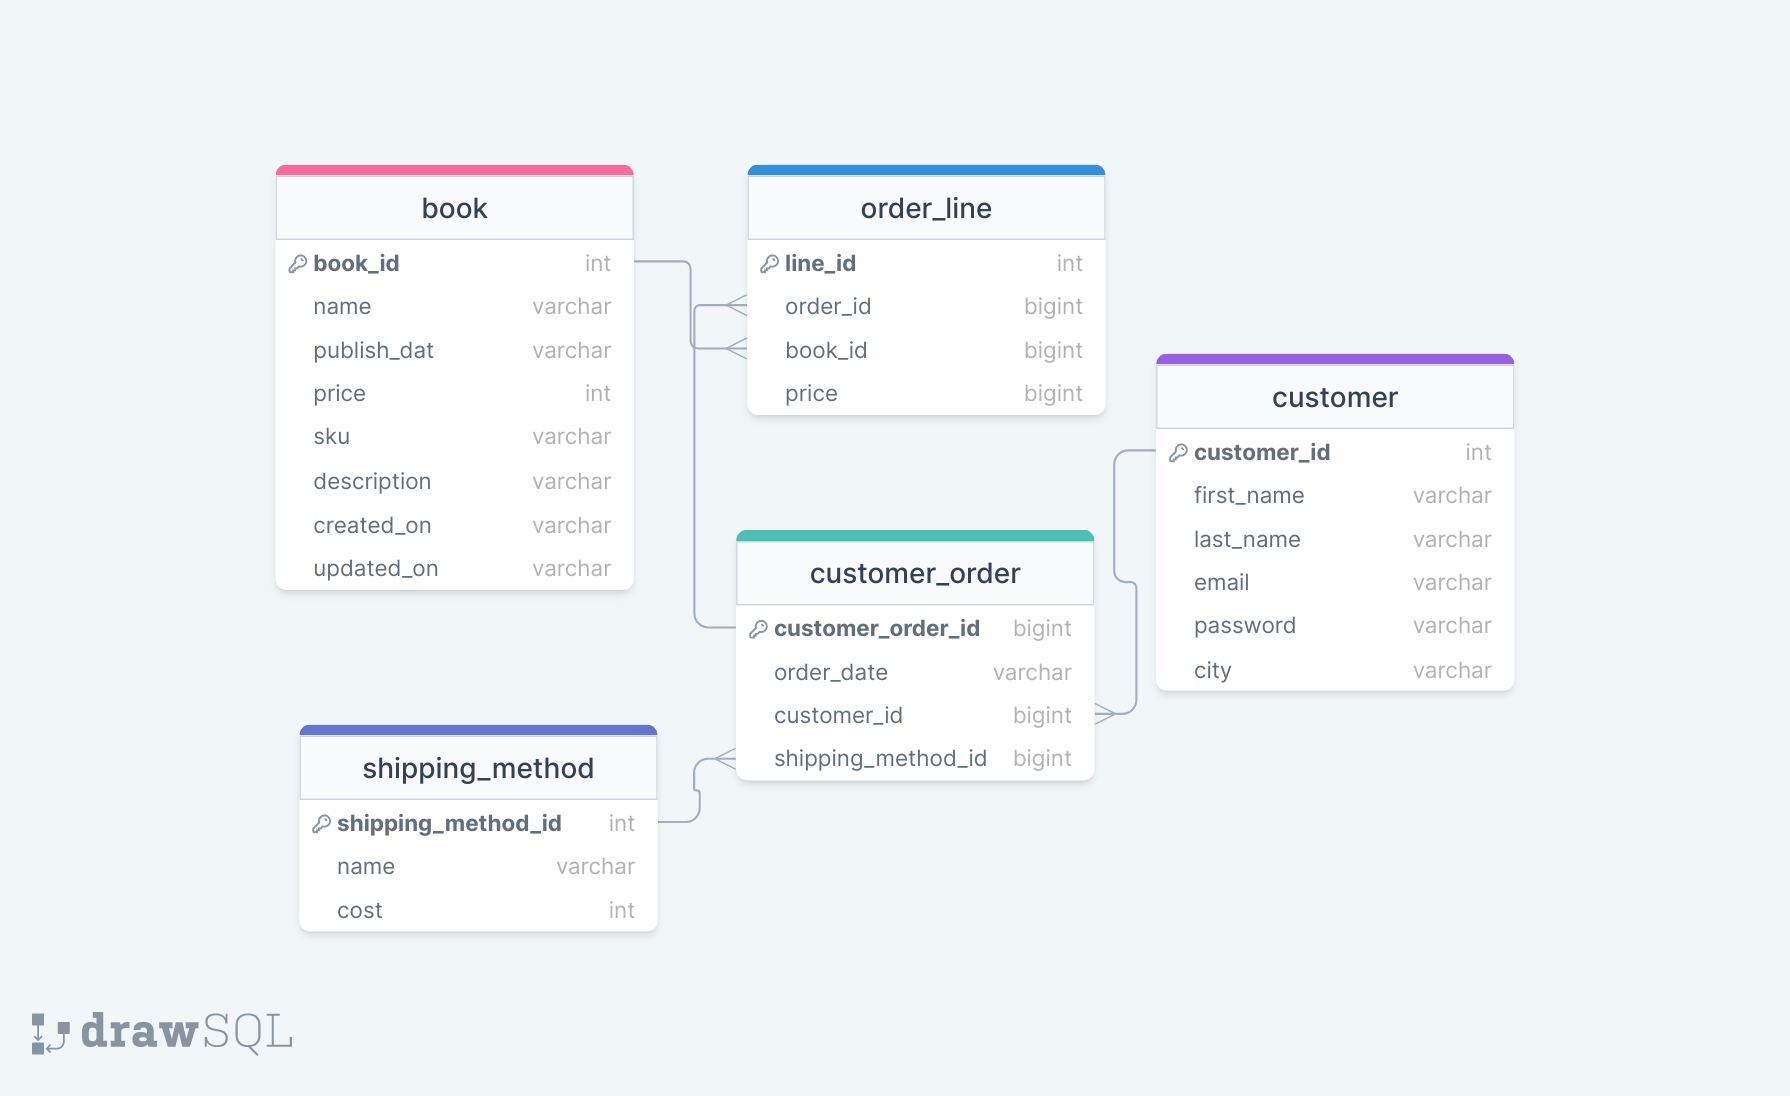 book
book_id int
name varchar
publish_dat varchar
price int
sku varchar
description varchar
created_on varchar
updated_on varchar
order_line
line_id int
order_id bigint
book_id bigint
price bigint
customer
customer_id int
first_name varchar
last_name varchar
email varchar
password varchar
city varchar
customer_order
customer_order_id bigint
order_date varchar
customer_id bigint
shipping_method_id bigint
shipping_method
shipping_method_id int
name varchar
cost int
drawSQL